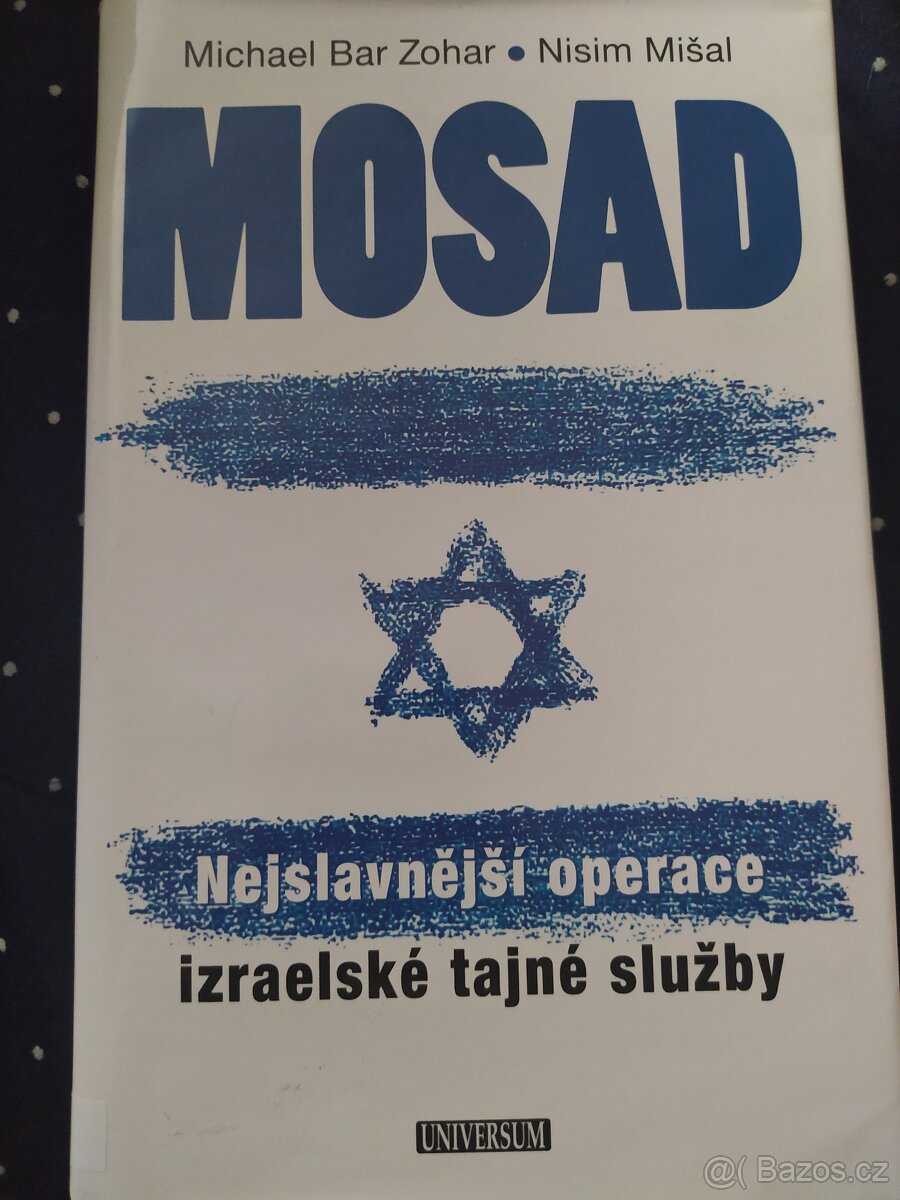 Michael Bar Zohar • Nisim Mišal
MOSAD
Nejslavnější operace
izraelské tajné služby
UNIVERSUM
@( Bazos.cz